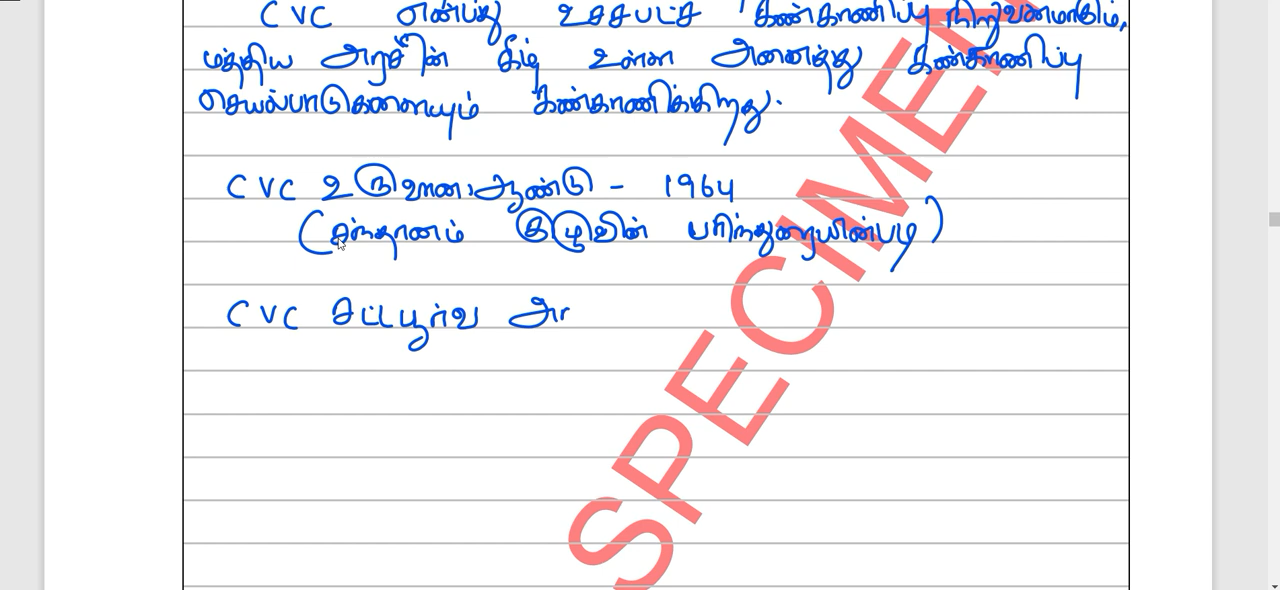 CVC என்பது உச்சபட்ச கண்காணிப்பு நிறுவனமாகும்,
மத்திய அரசின் கீழ் உள்ள அனைத்து கண்காணிப்பு
செயல்பாடுகளையும் கண்காணிக்கிறது.
CVC உருவான ஆண்டு - 1964
(சந்தானம் குழுவின் பரிந்துரையின்படி)
CVC சட்டபூர்வ அ
SPECIMEN